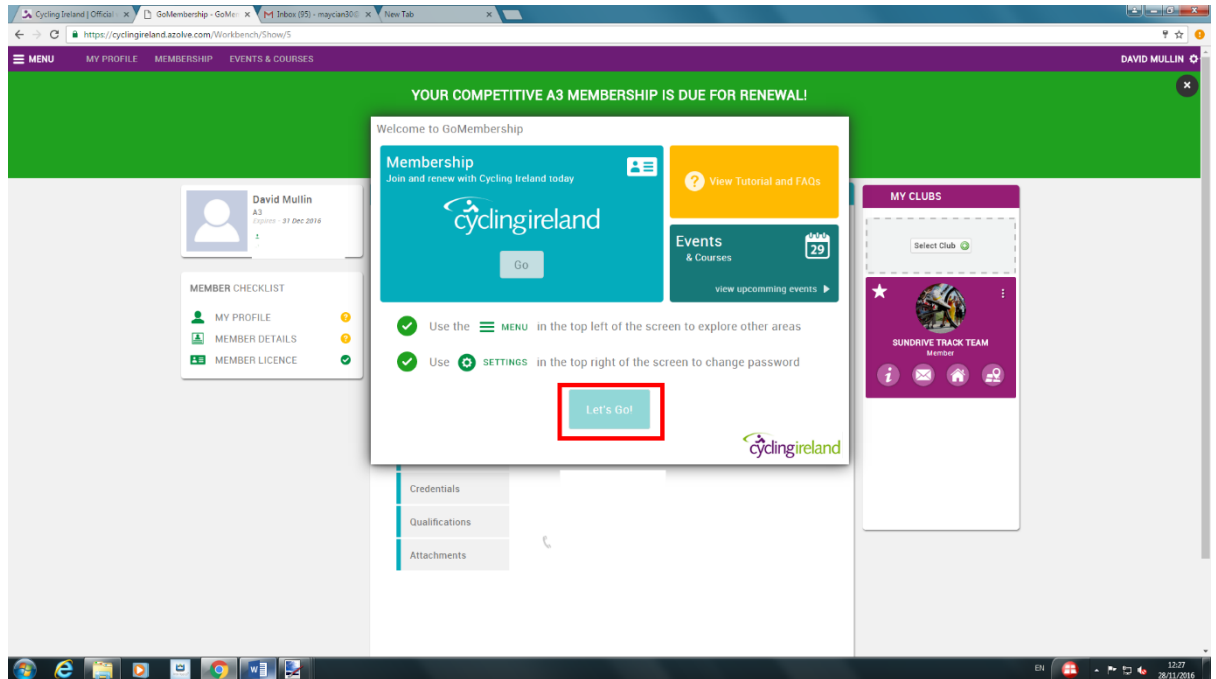 Cycling Ireland | Official
GoMembership - GoMer
Inbox (95) - maycian30
New Tab
https://cyclingireland.azolve.com/Workbench/Show/5
MENU
MY PROFILE
MEMBERSHIP
EVENTS & COURSES
DAVID MULLIN
YOUR COMPETITIVE A3 MEMBERSHIP IS DUE FOR RENEWAL!
Welcome to GoMembership
Membership
Join and renew with Cycling Ireland today
cyclingireland
Go
View Tutorial and FAQs
Events
& Courses
29
view upcomming events
Use the MENU in the top left of the screen to explore other areas
Use SETTINGS in the top right of the screen to change password
Let's Go!
cyclingireland
David Mullin
A3
Expires - 31 Dec 2016
MEMBER CHECKLIST
MY PROFILE
MEMBER DETAILS
MEMBER LICENCE
Credentials
Qualifications
Attachments
MY CLUBS
Select Club
SUNDRIVE TRACK TEAM
Member
EN
12:27
28/11/2016